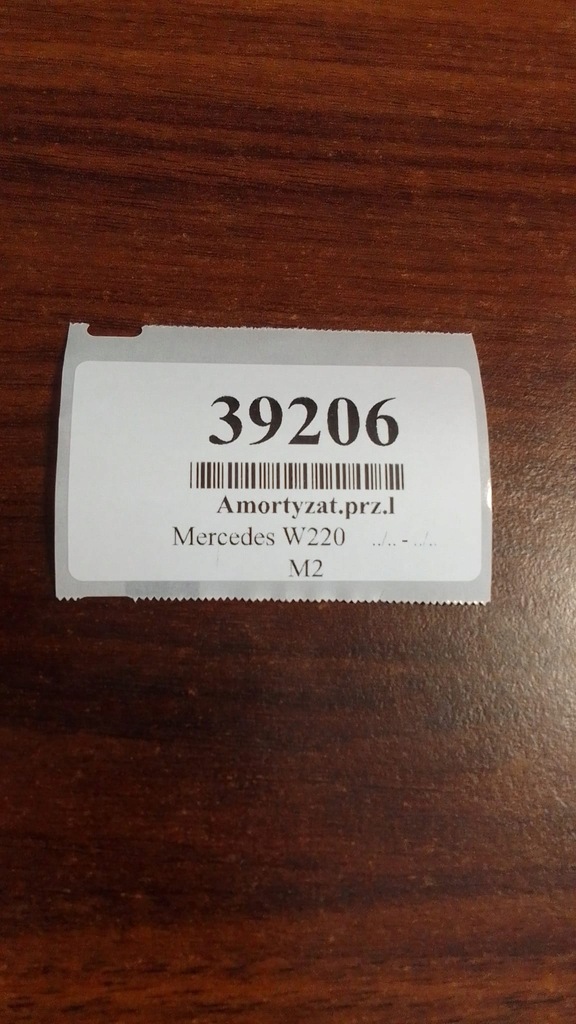 39206
Amortyzat.prz.l
Mercedes W220 ../.. - ../..
M2